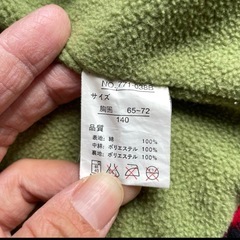 サイズ
胸囲 65~72
140
品質
表地: 綿 100%
中綿: ポリエステル 100%
裏地: ポリエステル 100%